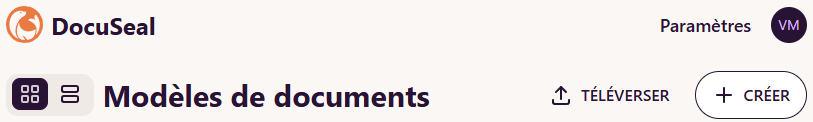 DocuSeal
Paramètres
VM
Modèles de documents
TÉLÉVERSER
CRÉER